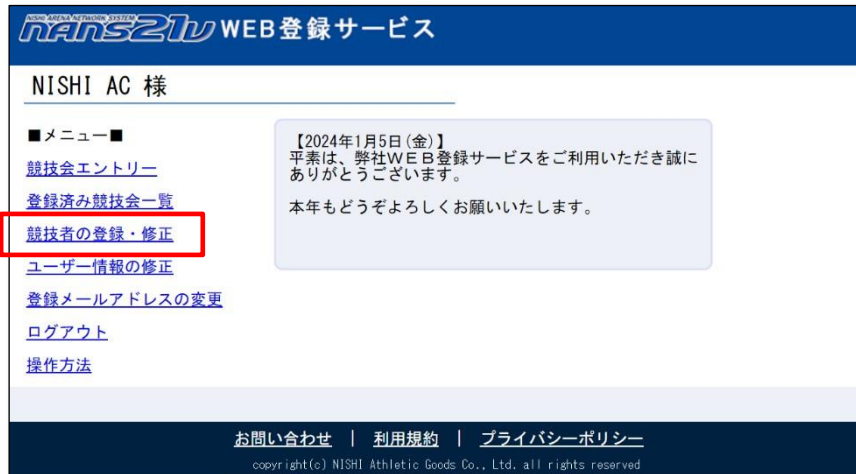 NISHI ARENA NETWORK SYSTEM
NANS21V WEB登録サービス
NISHI AC 様
■メニュー■
競技会エントリー
登録済み競技会一覧
競技者の登録・修正
ユーザー情報の修正
登録メールアドレスの変更
ログアウト
操作方法
【2024年1月5日(金)】
平素は、弊社ＷＥＢ登録サービスをご利用いただき誠に
ありがとうございます。
本年もどうぞよろしくお願いいたします。
お問い合わせ | 利用規約 | プライバシーポリシー
copyright(c) NISHI Athletic Goods Co., Ltd. all rights reserved